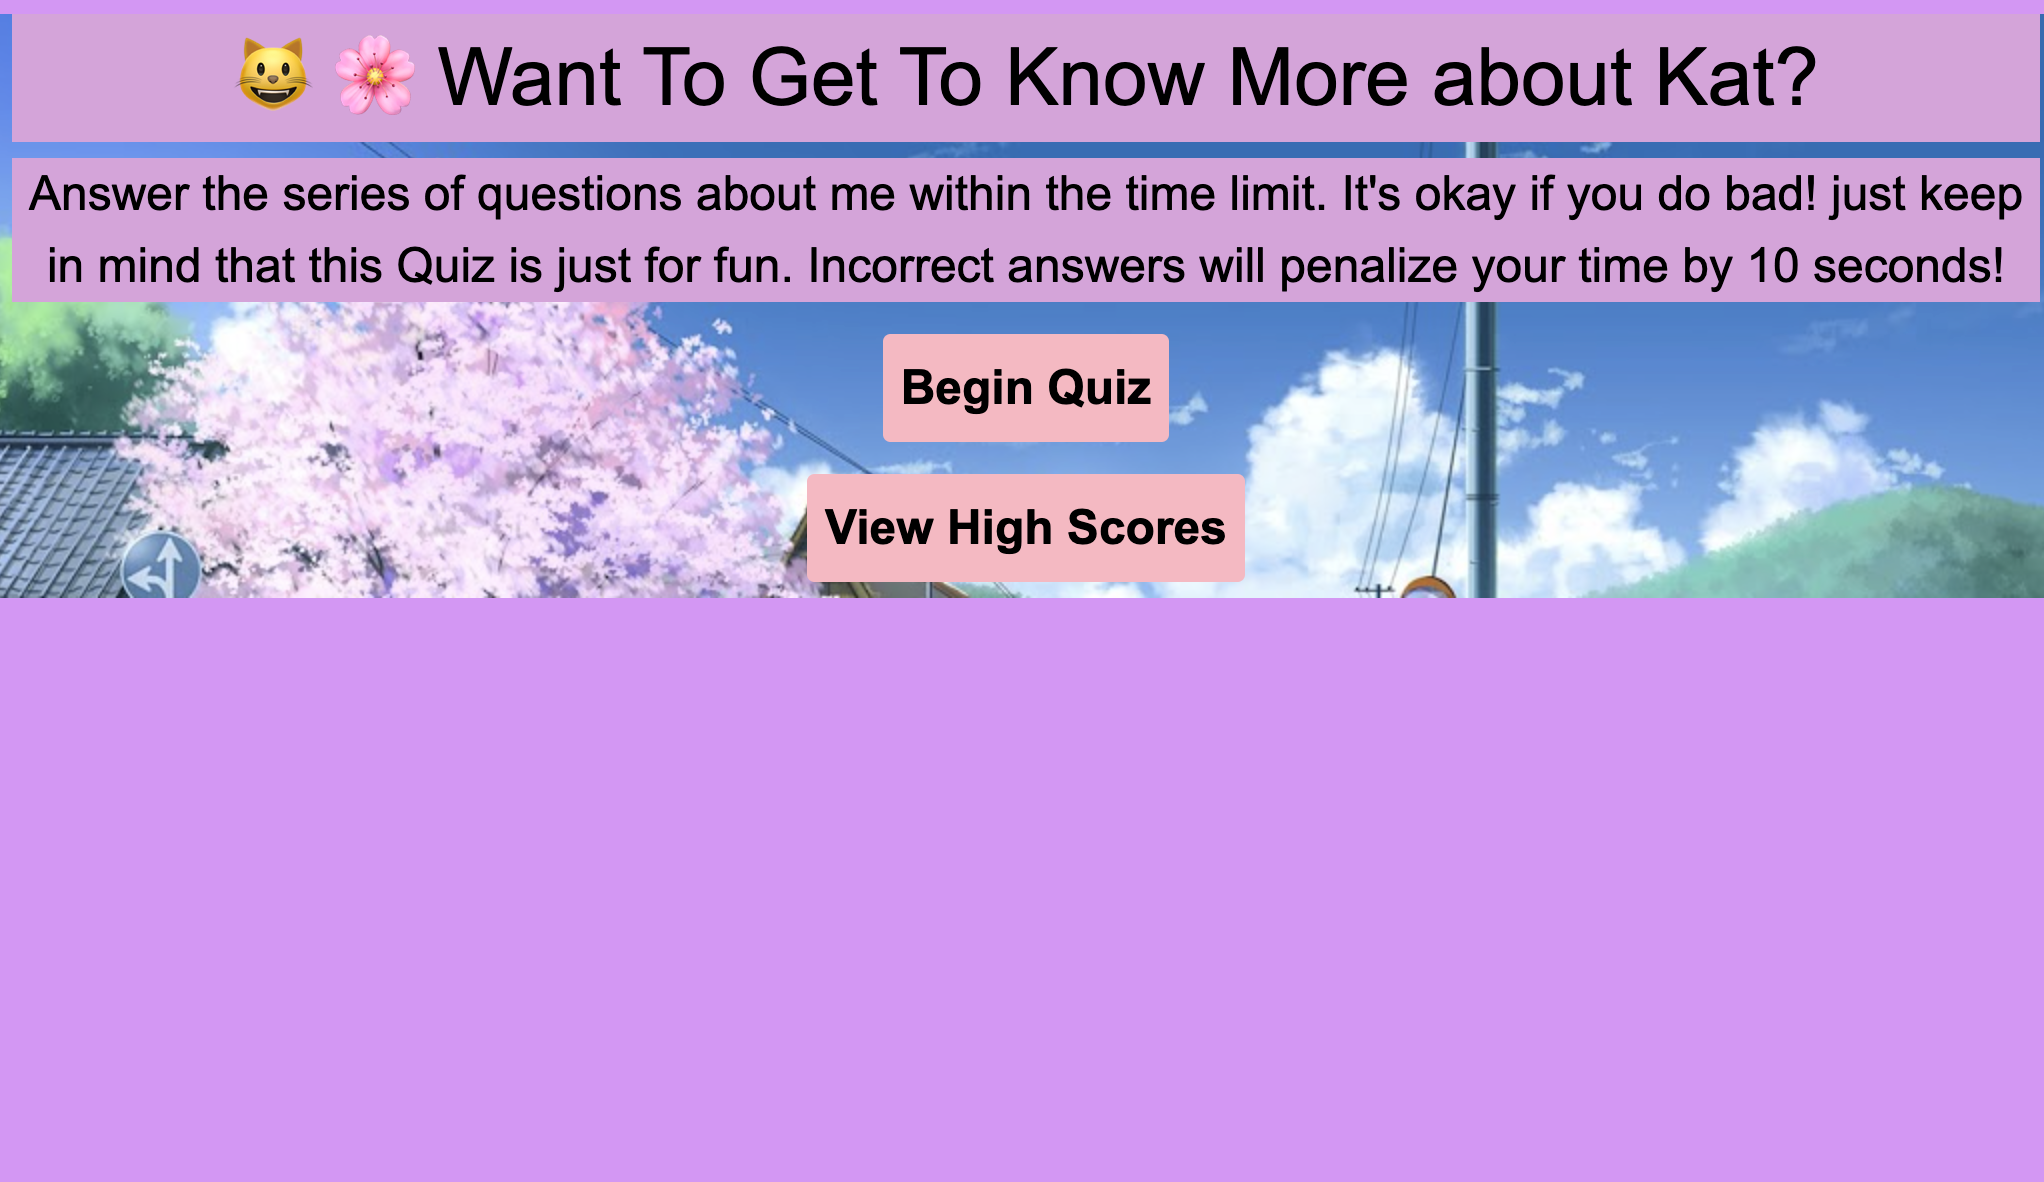 😺 🌸 Want To Get To Know More about Kat?
Answer the series of questions about me within the time limit. It's okay if you do bad! just keep
in mind that this Quiz is just for fun. Incorrect answers will penalize your time by 10 seconds!
Begin Quiz
View High Scores